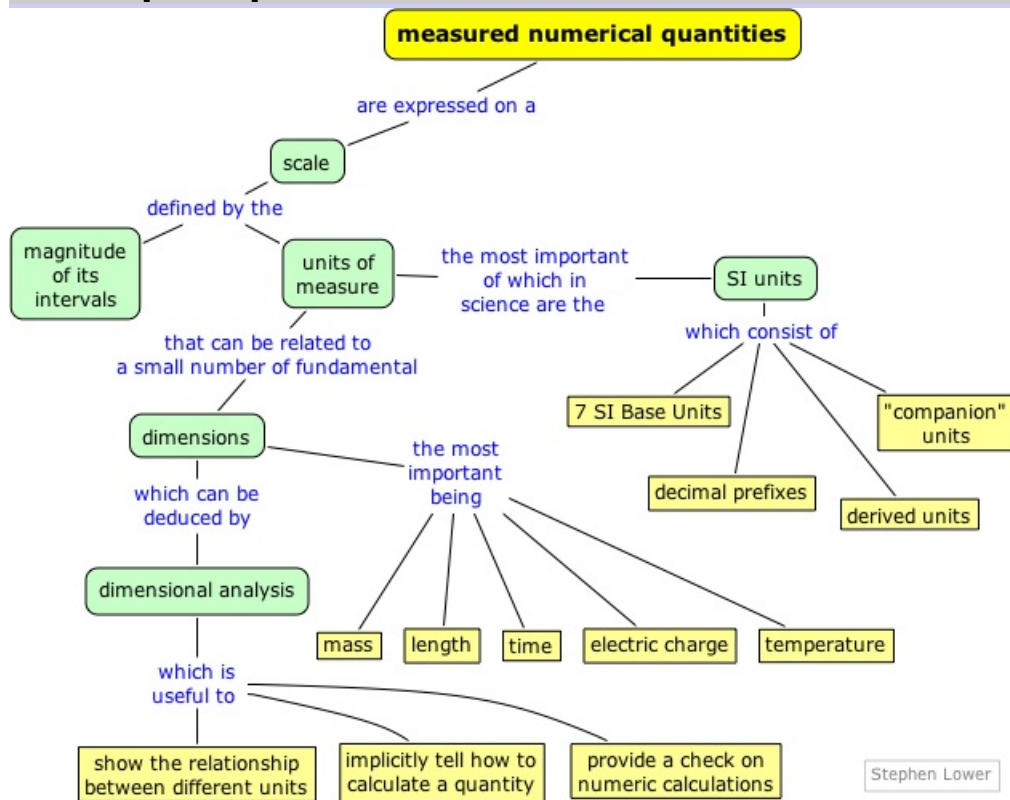 measured numerical quantities
are expressed on a
scale
defined by the
magnitude
of its
intervals
units of
measure
the most important
of which in
science are the
SI units
which consist of
7 SI Base Units
"companion"
units
decimal prefixes
derived units
that can be related to
a small number of fundamental
dimensions
the most
important
being
which can be
deduced by
dimensional analysis
mass
length
time
electric charge
temperature
which is
useful to
show the relationship
between different units
implicitly tell how to
calculate a quantity
provide a check on
numeric calculations
Stephen Lower